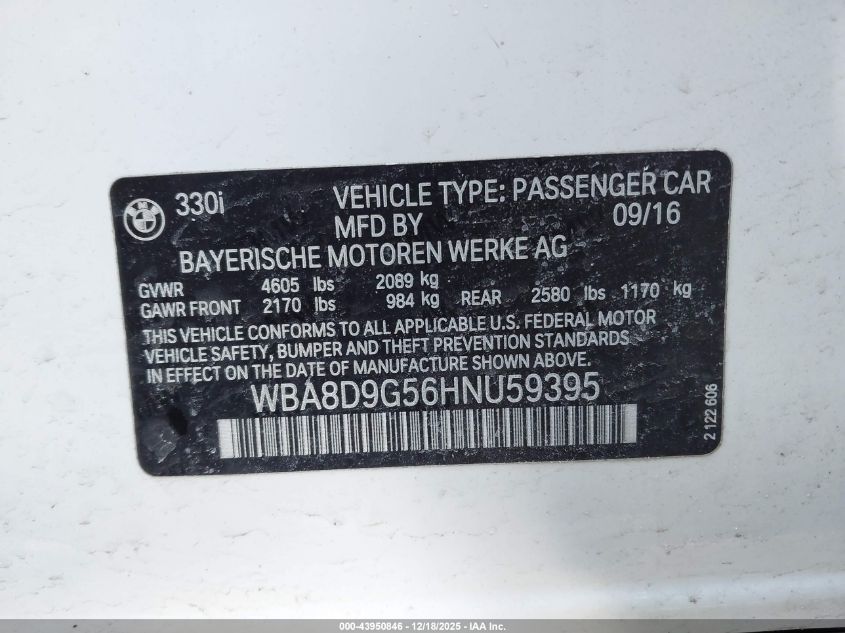 BMW
330i
VEHICLE TYPE: PASSENGER CAR
MFD BY 09/16
BAYERISCHE MOTOREN WERKE AG
GVWR 4605 lbs 2089 kg
GAWR FRONT 2170 lbs 984 kg REAR 2580 lbs 1170 kg
THIS VEHICLE CONFORMS TO ALL APPLICABLE U.S. FEDERAL MOTOR
VEHICLE SAFETY, BUMPER AND THEFT PREVENTION STANDARDS
IN EFFECT ON THE DATE OF MANUFACTURE SHOWN ABOVE.
WBA8D9G56HNU59395
2 122 606
000-43950846 - 12/18/2025 - IAA Inc.